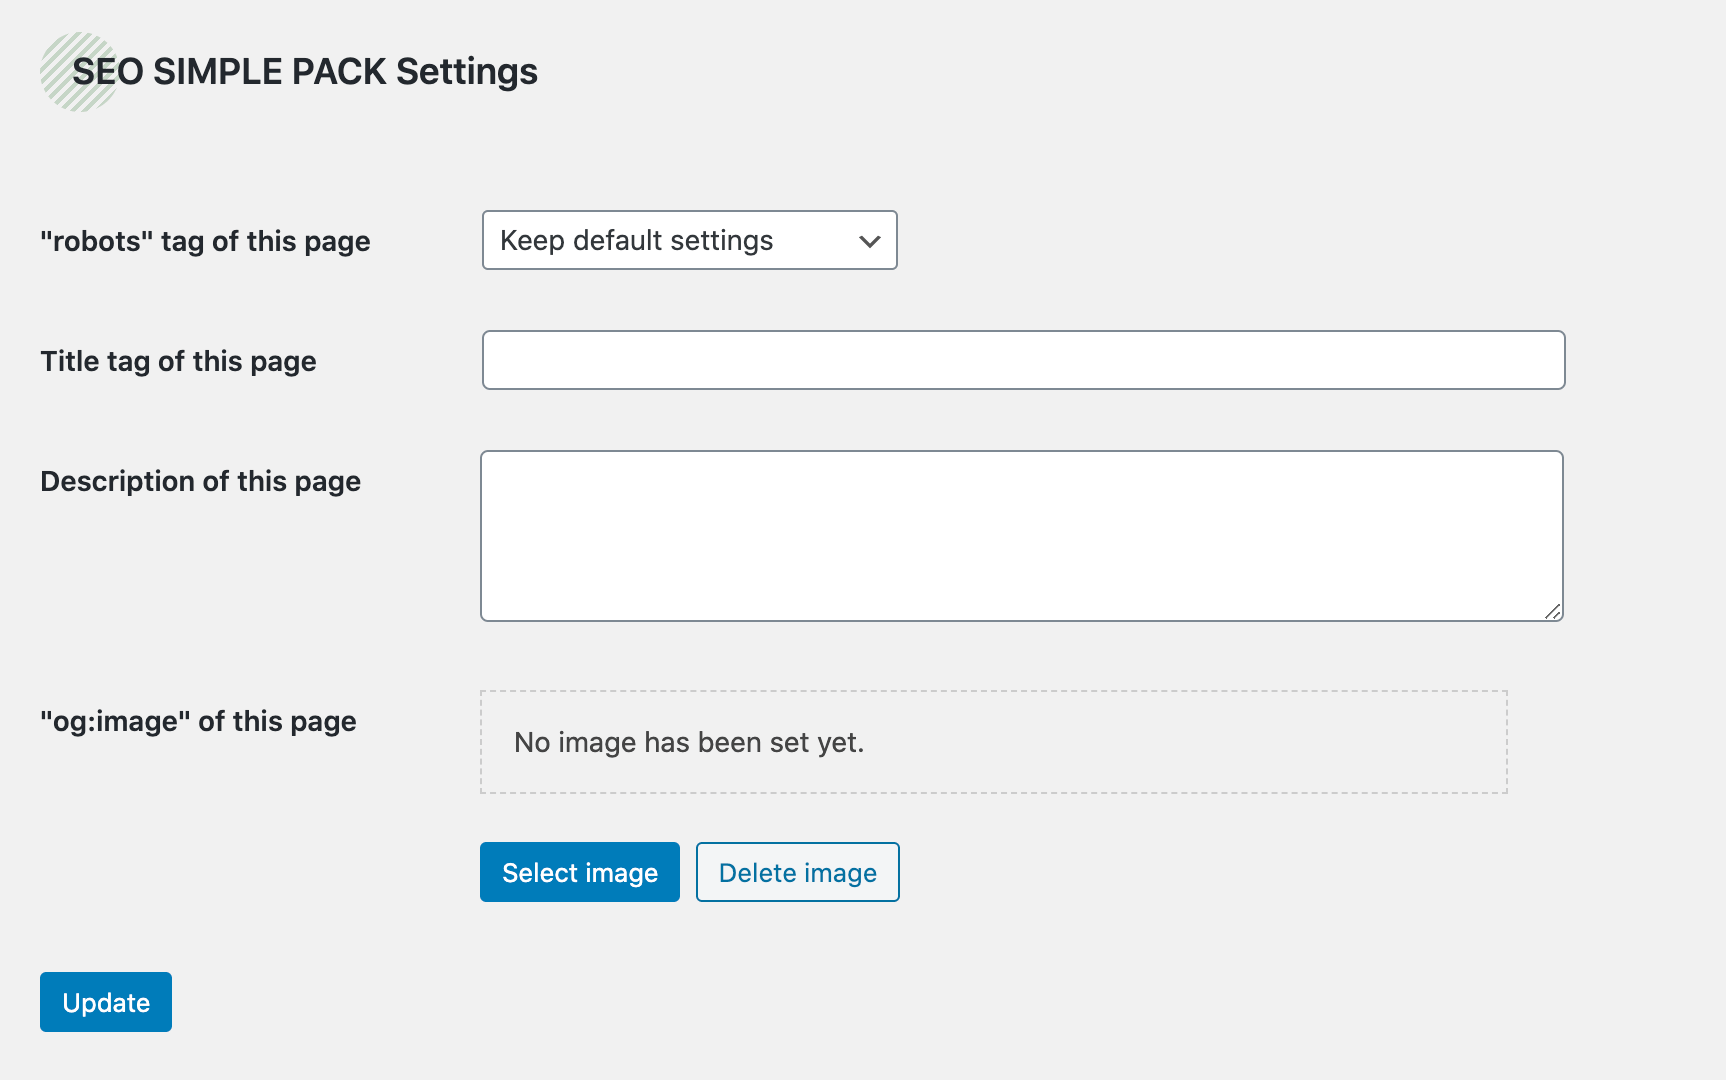 SEO SIMPLE PACK Settings
"robots" tag of this page
Keep default settings
Title tag of this page
Description of this page
"og:image" of this page
No image has been set yet.
Select image
Delete image
Update